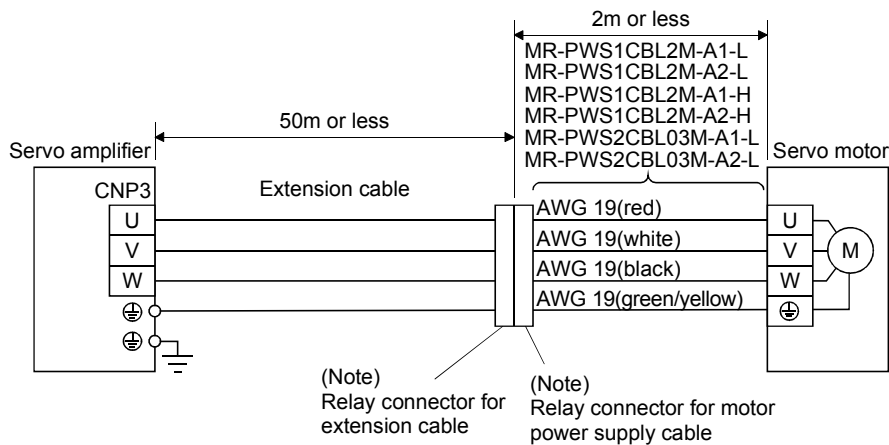 2m or less
MR-PWS1CBL2M-A1-L
MR-PWS1CBL2M-A2-L
MR-PWS1CBL2M-A1-H
MR-PWS1CBL2M-A2-H
MR-PWS2CBL03M-A1-L
MR-PWS2CBL03M-A2-L
50m or less
Servo amplifier
Servo motor
CNP3
Extension cable
U
V
W
AWG 19(red)
AWG 19(white)
AWG 19(black)
AWG 19(green/yellow)
U
V
W
M
(Note)
Relay connector for
extension cable
(Note)
Relay connector for motor
power supply cable